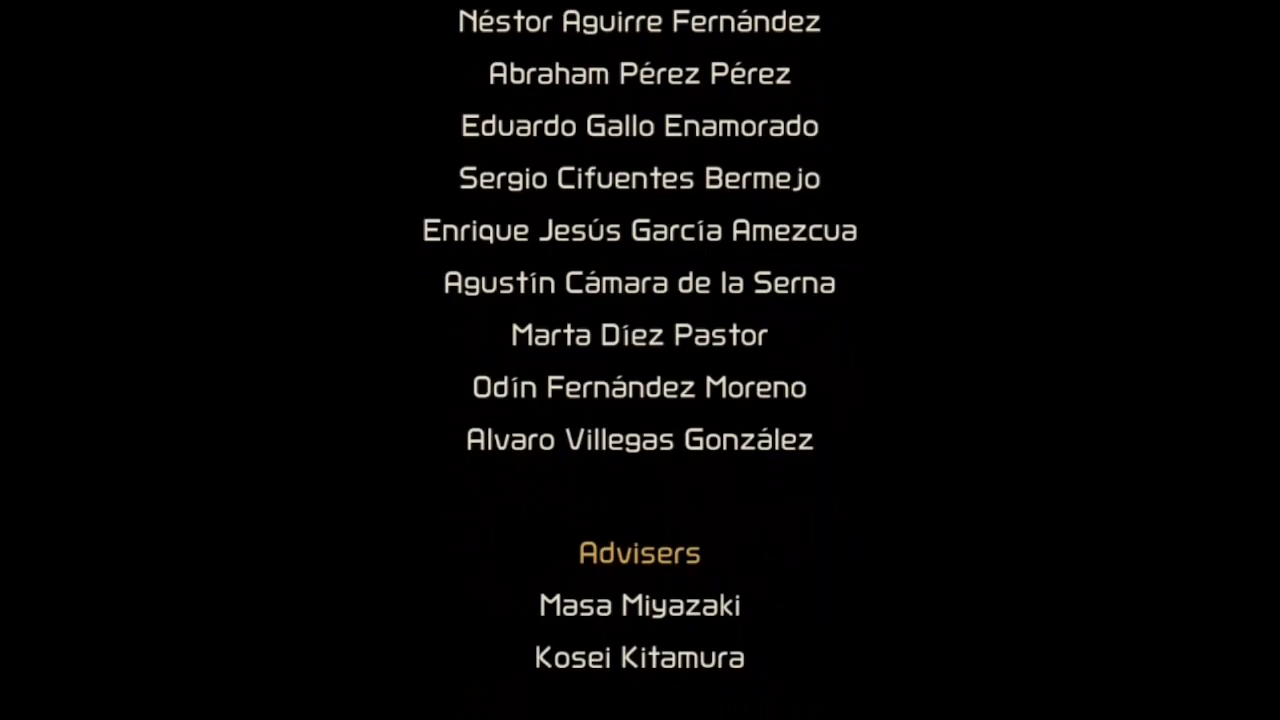 Néstor Aguirre Fernández
Abraham Pérez Pérez
Eduardo Gallo Enamorado
Sergio Cifuentes Bermejo
Enrique Jesús García Amezcua
Agustín Cámara de la Serna
Marta Díez Pastor
Odín Fernández Moreno
Alvaro Villegas González
Advisers
Masa Miyazaki
Kosei Kitamura